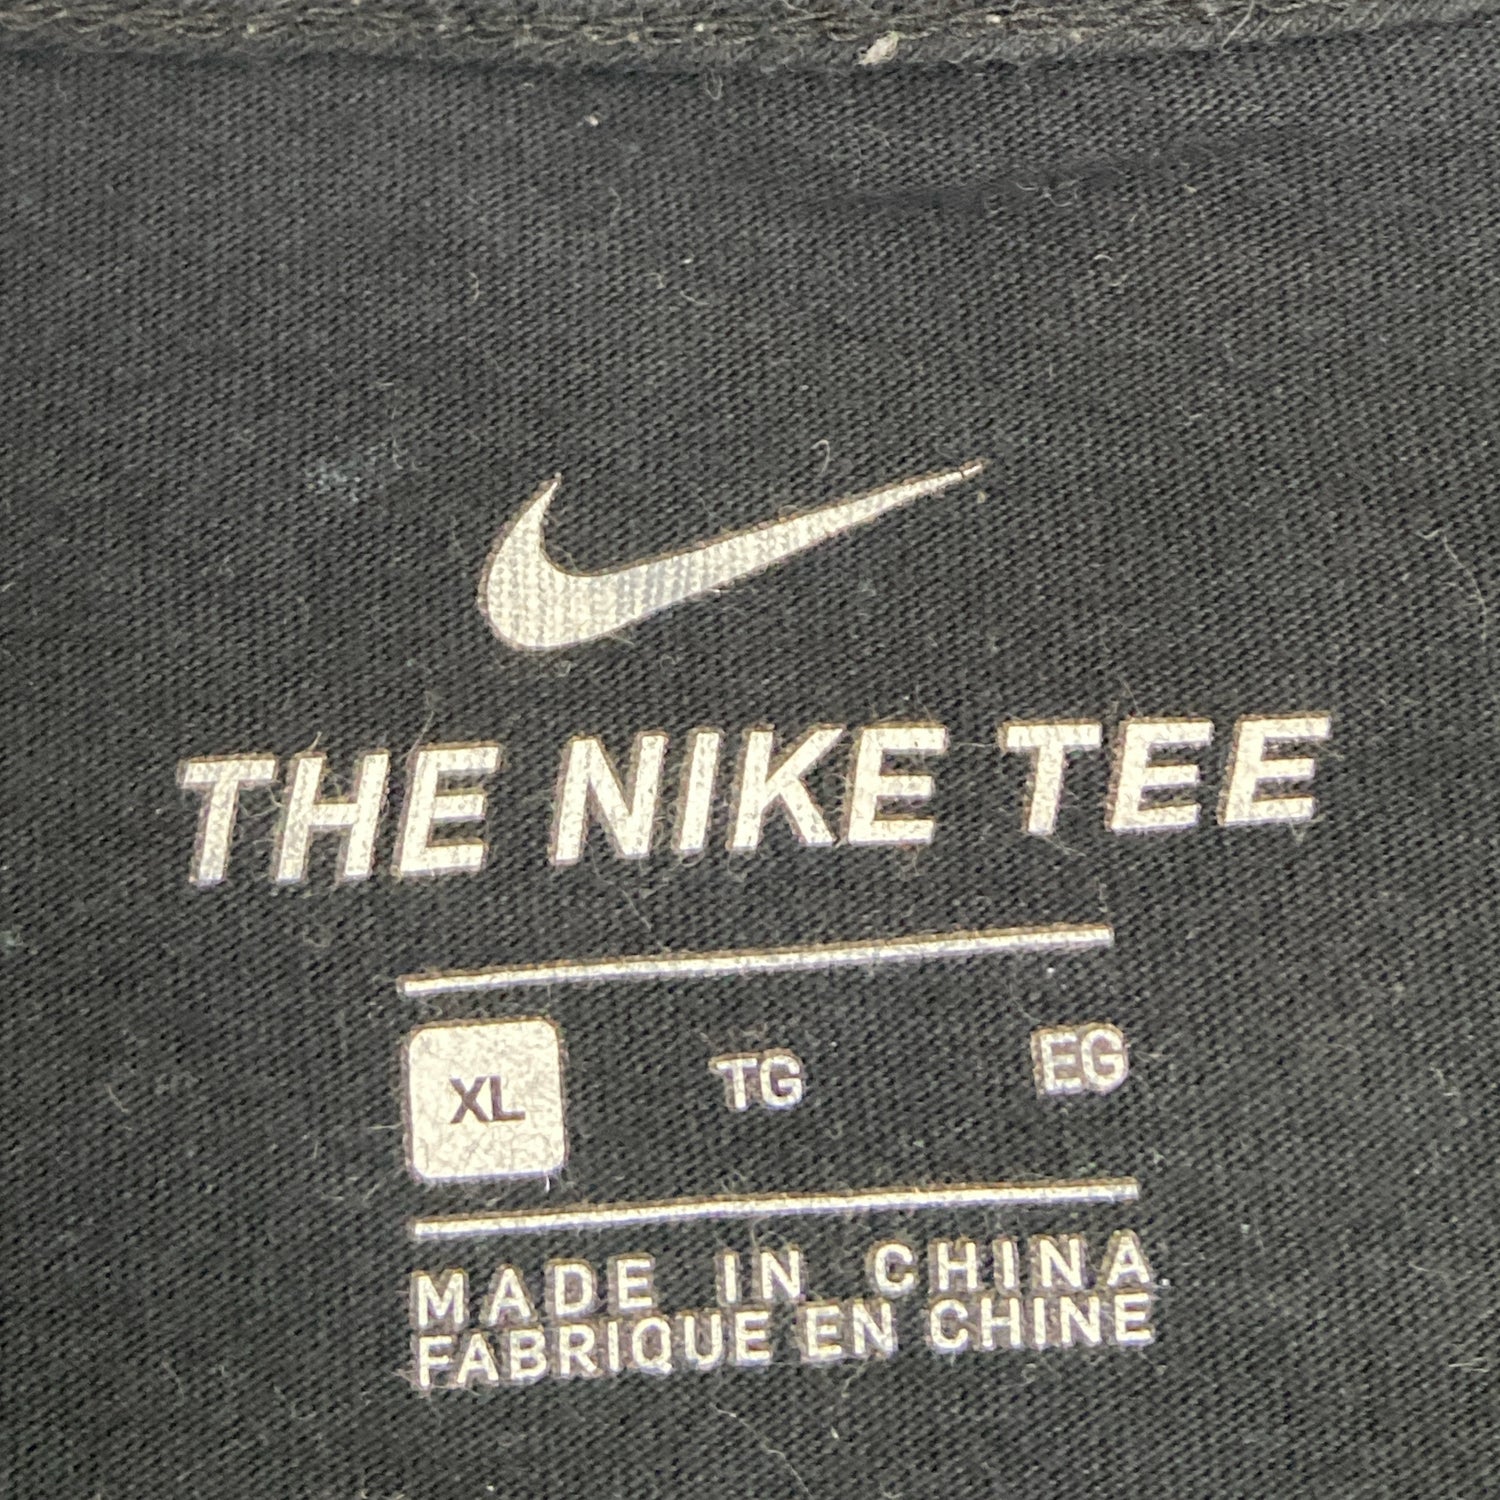 THE NIKE TEE
XL TG EG
MADE IN CHINA
FABRIQUE EN CHINE